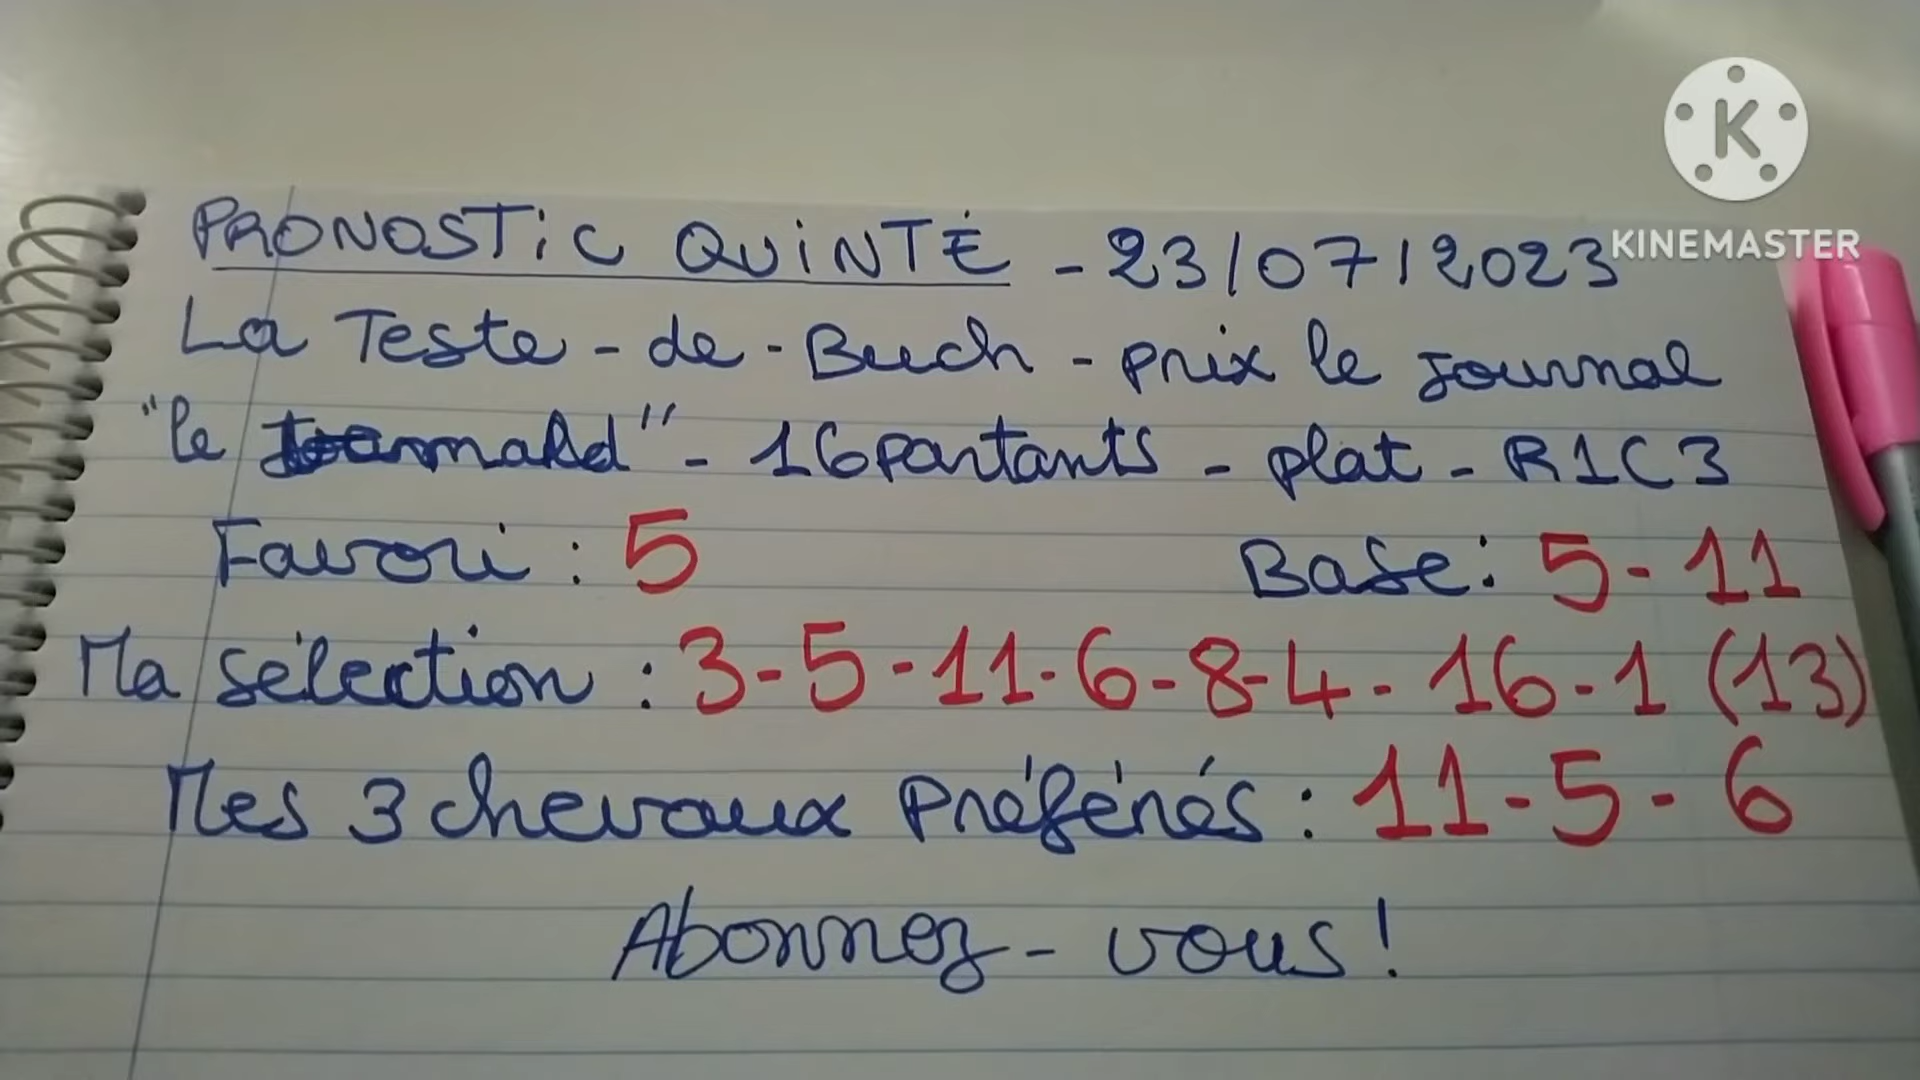 K
KINEMASTER
PRONOSTIC QUINTÉ - 23/07/2023
La Teste-de-Buch - prix le journal
"le " - 16 partants - plat - R1C3
Favori : 5 Base : 5 - 11
Ma sélection : 3 - 5 - 11 - 6 - 8 - 4 - 16 - 1 (13)
Mes 3 chevaux préférés : 11 - 5 - 6
Abonnez-vous !